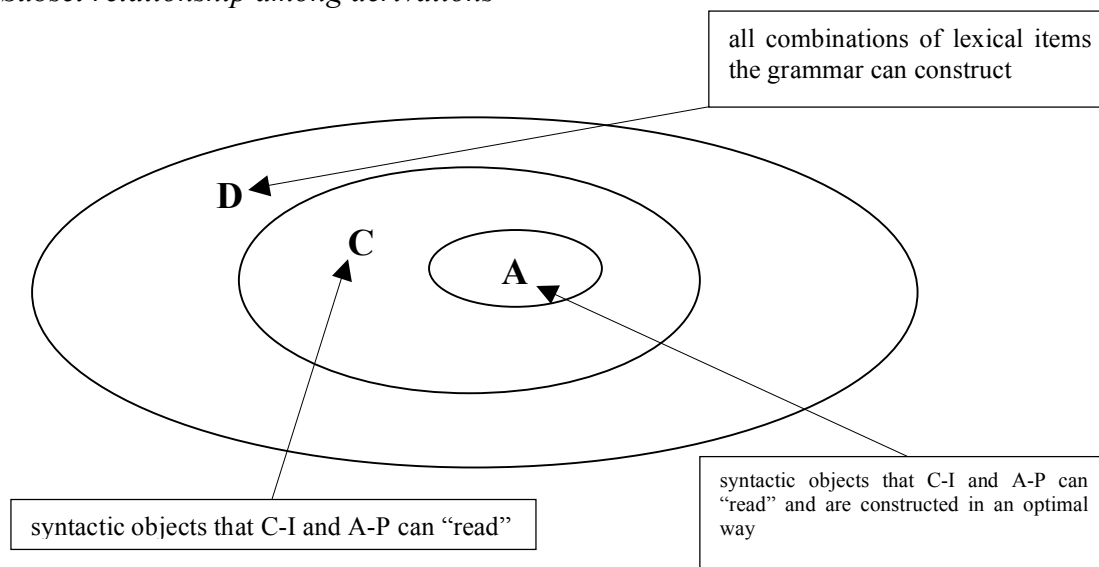 Subset relationship among derivations
all combinations of lexical items
the grammar can construct
D
C
A
syntactic objects that C-I and A-P can
“read” and are constructed in an optimal
way
syntactic objects that C-I and A-P can “read”